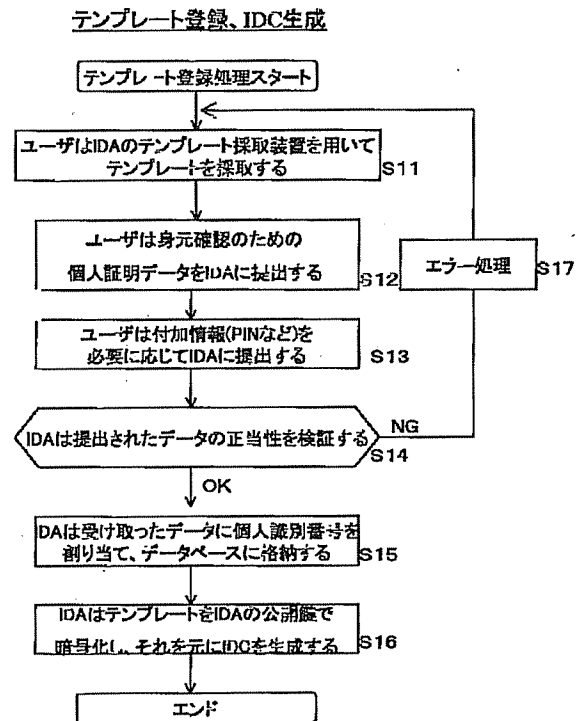 テンプレート登録、IDC生成
テンプレート登録処理スタート
ユーザはIDAのテンプレート採取装置を用いて
テンプレートを採取する
S11
ユーザは身元確認のための
個人証明データをIDAに提出する
S12
エラー処理
S17
ユーザは付加情報(PINなど)を
必要に応じてIDAに提出する
S13
IDAは提出されたデータの正当性を検証する
NG
S14
OK
IDAは受け取ったデータに個人識別番号を
割り当て、データベースに格納する
S15
IDAはテンプレートをIDAの公開鍵で
暗号化し、それを元にIDCを生成する
S16
エンド